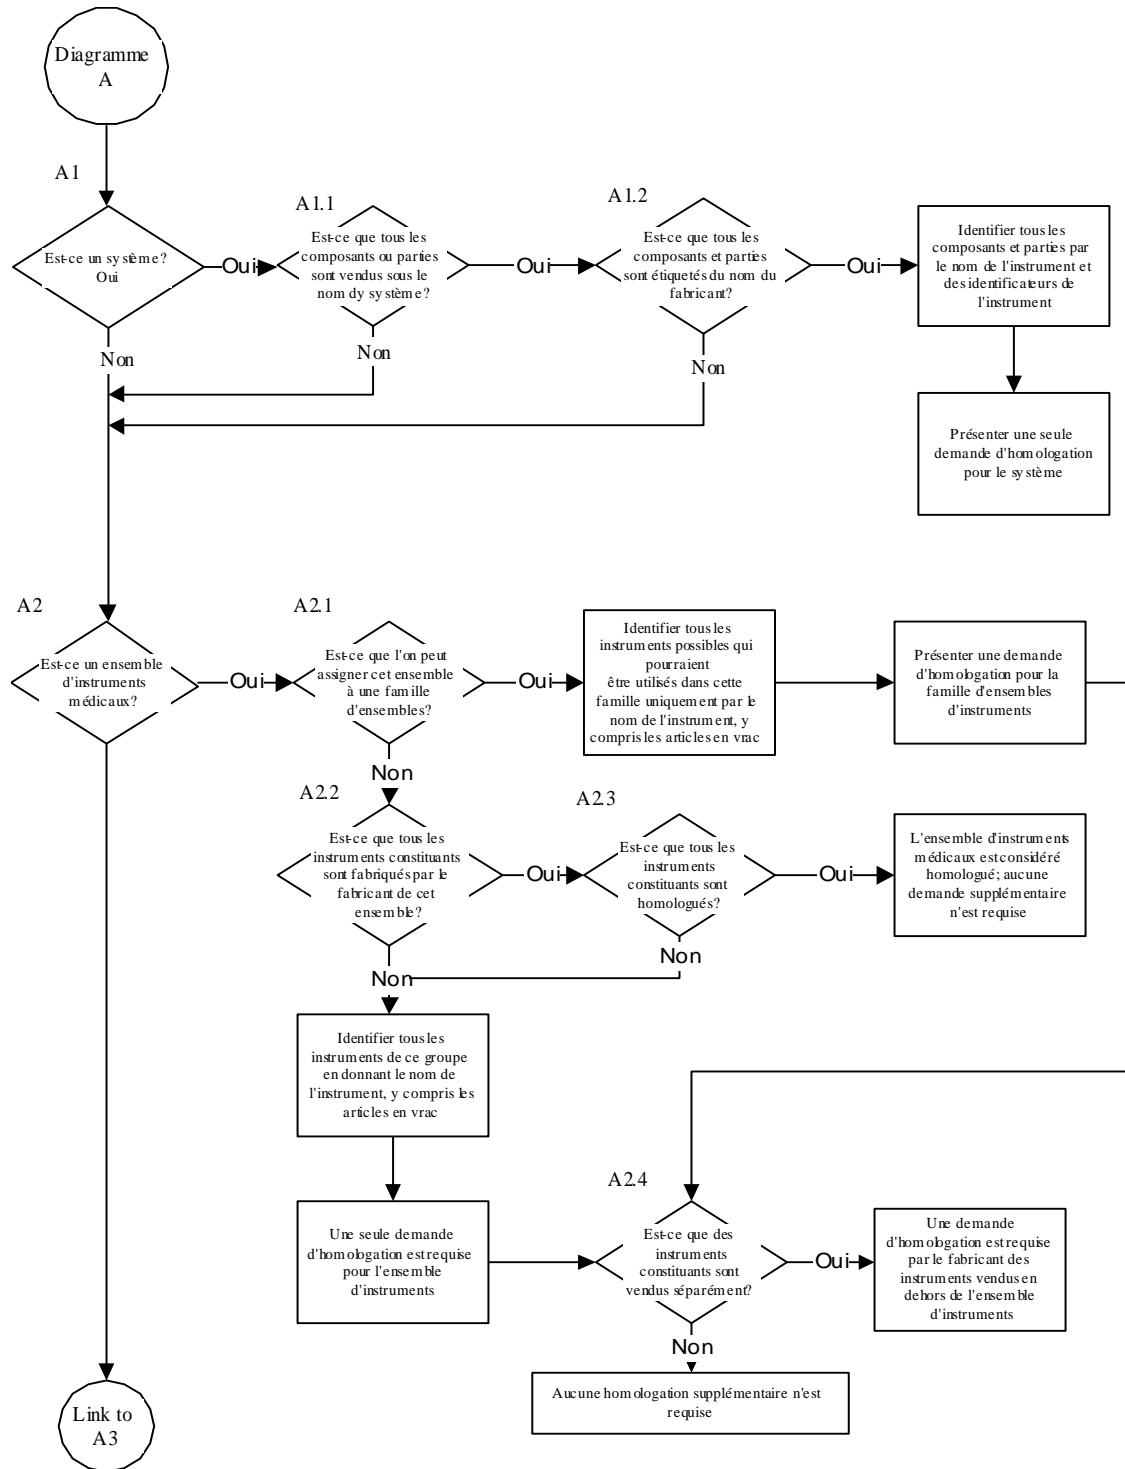 Diagramme
A
A1
Est-ce un système?
Oui
Oui
Non
A1.1
Est-ce que tous les
composants ou parties
sont vendus sous le
nom dy système?
Oui
Non
A1.2
Est-ce que tous les
composants et parties
sont étiquetés du nom du
fabricant?
Oui
Non
Identifier tous les
composants et parties par
le nom de l'instrument et
des identificateurs de
l'instrument
Présenter une seule
demande d'homologation
pour le système
A2
Est-ce un ensemble
d'instruments
médicaux?
Oui
A2.1
Est-ce que l'on peut
assigner cet ensemble
à une famille
d'ensembles?
Oui
Non
Identifier tous les
instruments possibles qui
pourraient
être utilisés dans cette
famille uniquement par le
nom de l'instrument, y
compris les articles en vrac
Présenter une demande
d'homologation pour la
famille d'ensembles
d'instruments
A2.2
Est-ce que tous les
instruments constituants
sont fabriqués par le
fabricant de cet
ensemble?
Oui
Non
A2.3
Est-ce que tous les
instruments
constituants sont
homologués?
Oui
Non
L'ensemble d'instruments
médicaux est considéré
homologué; aucune
demande supplémentaire
n'est requise
Identifier tous les
instruments de ce groupe
en donnant le nom de
l'instrument, y compris les
articles en vrac
Une seule demande
d'homologation est requise
pour l'ensemble
d'instruments
A2.4
Est-ce que des
instruments
constituants sont
vendus séparément?
Oui
Non
Une demande
d'homologation est requise
par le fabricant des
instruments vendus en
dehors de l'ensemble
d'instruments
Aucune homologation supplémentaire n'est
requise
Link to
A3